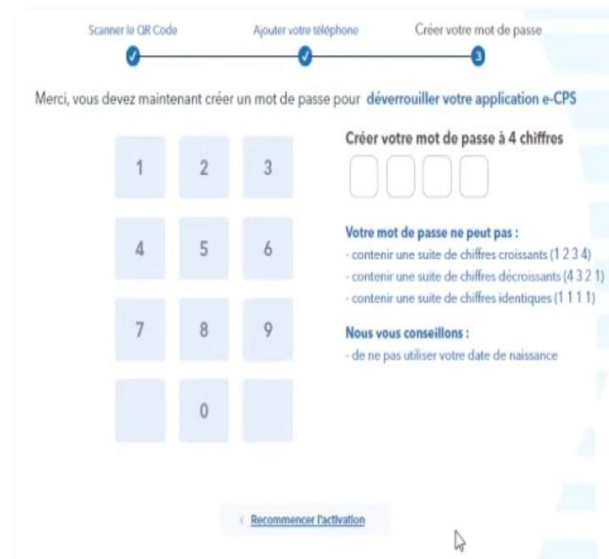 Scanner le QR Code
Ajouter votre téléphone
Créer votre mot de passe
3
Merci, vous devez maintenant créer un mot de passe pour déverrouiller votre application e-CPS
Créer votre mot de passe à 4 chiffres
1 2 3
4 5 6
7 8 9
0
Votre mot de passe ne peut pas :
- contenir une suite de chiffres croissants (1 2 3 4)
- contenir une suite de chiffres décroissants (4 3 2 1)
- contenir une suite de chiffres identiques (1 1 1 1)
Nous vous conseillons :
- de ne pas utiliser votre date de naissance
< Recommencer l'activation